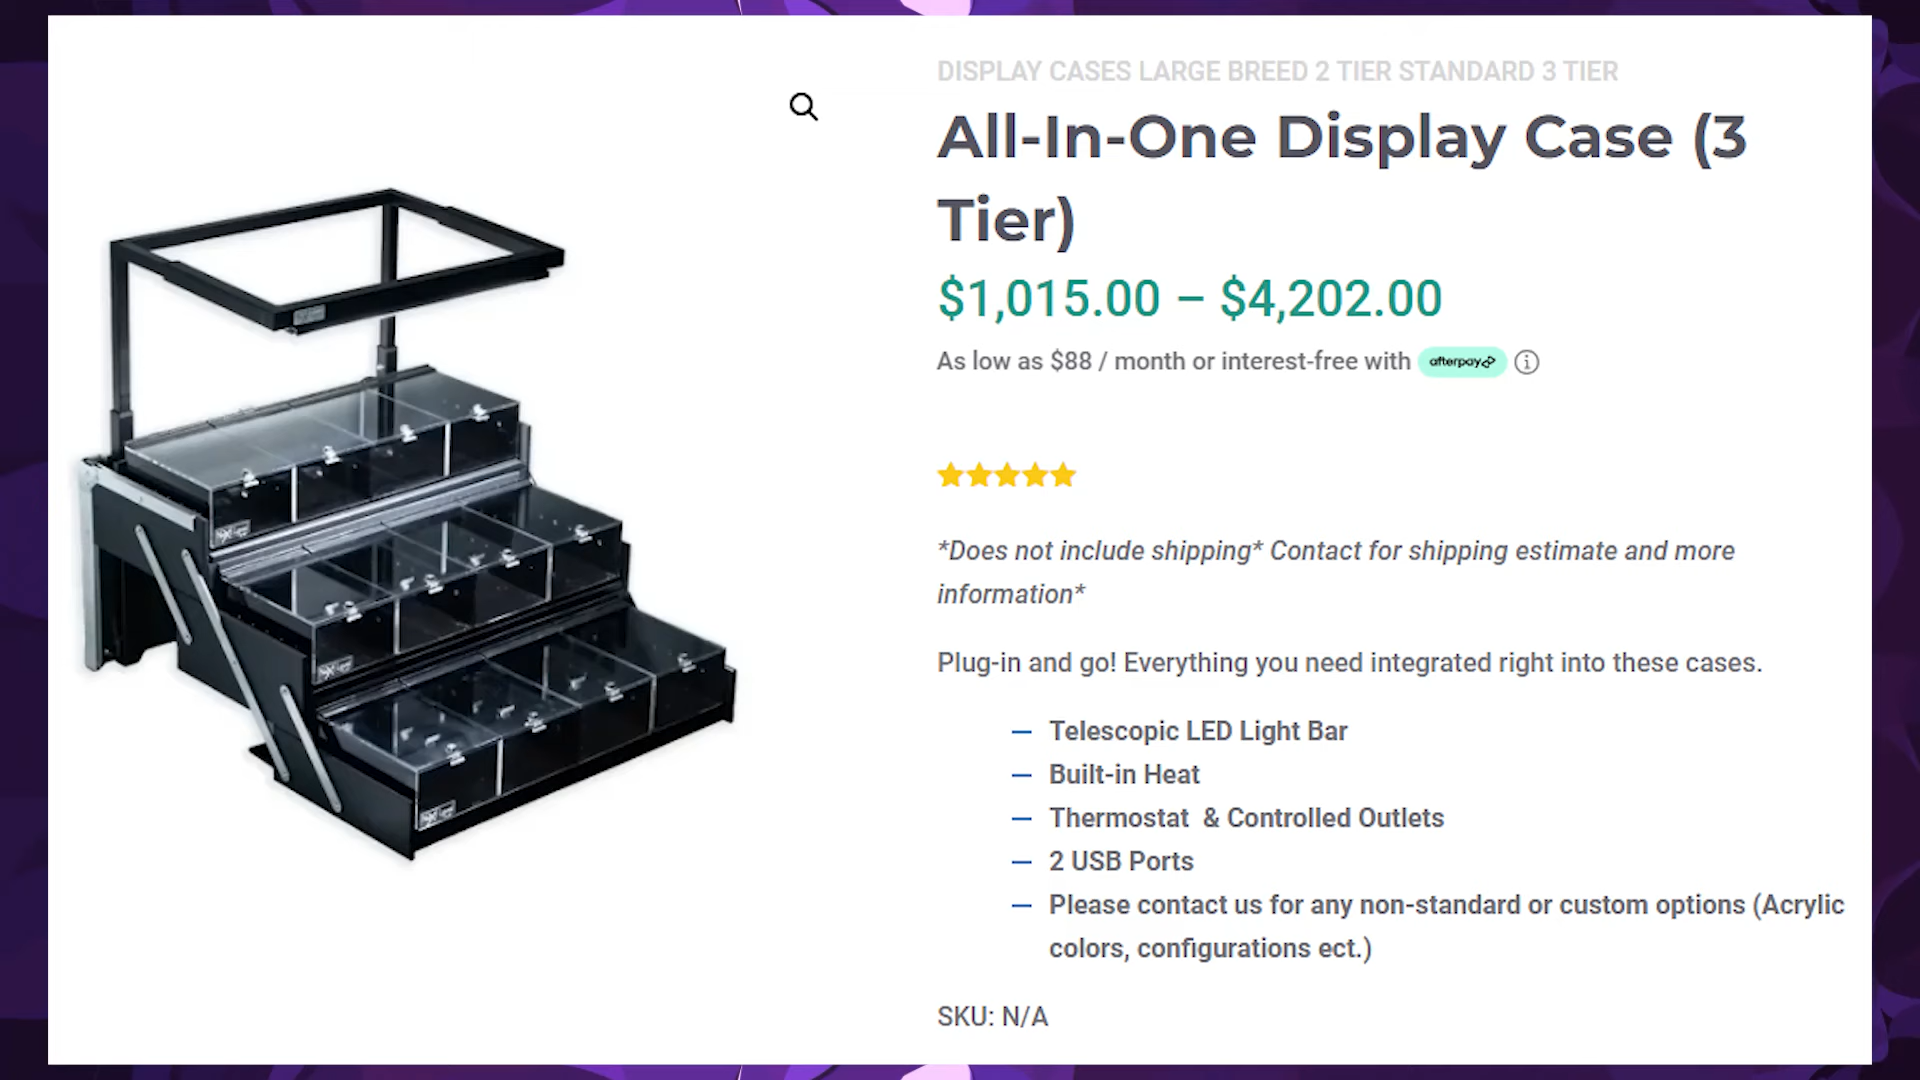 DISPLAY CASES LARGE BREED 2 TIER STANDARD 3 TIER
All-In-One Display Case (3
Tier)
$1,015.00 – $4,202.00
As low as $88 / month or interest-free with afterpay
*Does not include shipping* Contact for shipping estimate and more
information*
Plug-in and go! Everything you need integrated right into these cases.
— Telescopic LED Light Bar
— Built-in Heat
— Thermostat & Controlled Outlets
— 2 USB Ports
— Please contact us for any non-standard or custom options (Acrylic
colors, configurations ect.)
SKU: N/A